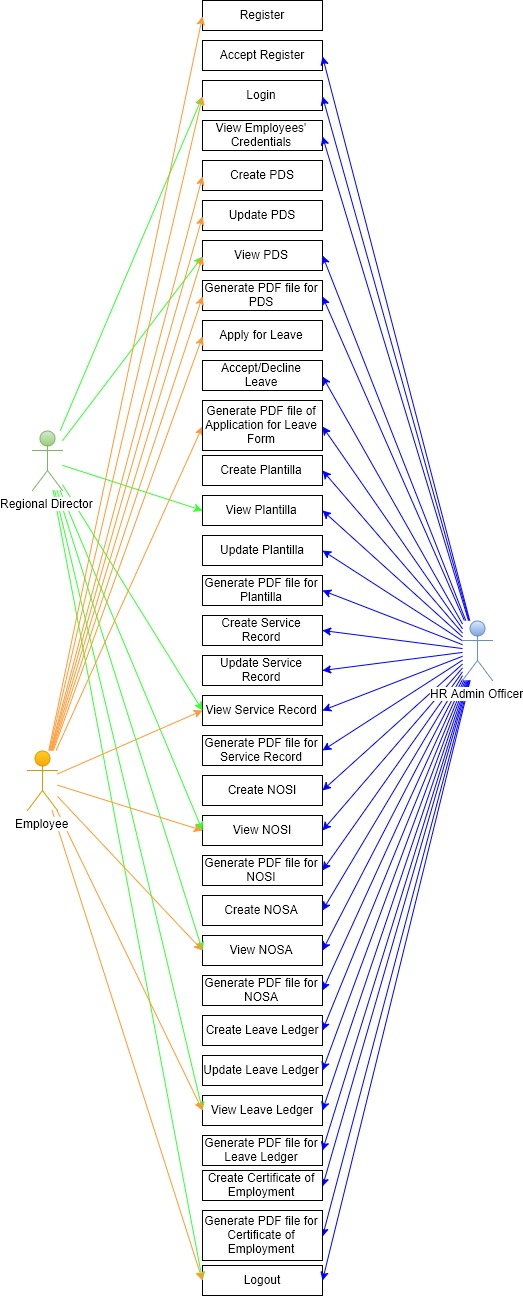 Register
Accept Register
Login
View Employees'
Credentials
Create PDS
Update PDS
View PDS
Generate PDF file for
PDS
Apply for Leave
Accept/Decline
Leave
Generate PDF file of
Application for Leave
Form
Create Plantilla
Regional Director
View Plantilla
Update Plantilla
Generate PDF file for
Plantilla
Create Service
Record
Update Service
Record
HR Admin Officer
View Service Record
Generate PDF file for
Service Record
Create NOSI
Employee
View NOSI
Generate PDF file for
NOSI
Create NOSA
View NOSA
Generate PDF file for
NOSA
Create Leave Ledger
Update Leave Ledger
View Leave Ledger
Generate PDF file for
Leave Ledger
Create Certificate of
Employment
Generate PDF file for
Certificate of
Employment
Logout